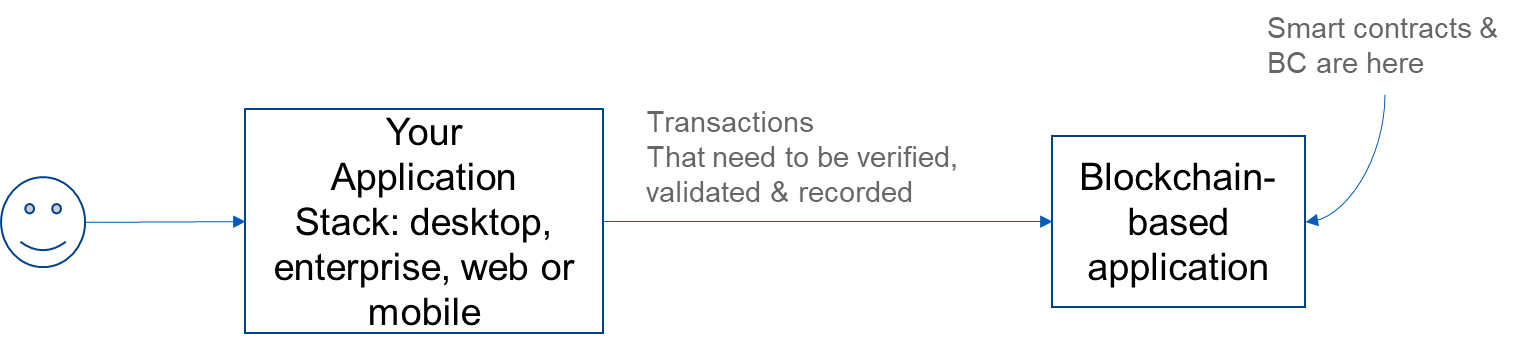 Smart contracts &
BC are here
Your
Application
Stack: desktop,
enterprise, web or
mobile
Transactions
That need to be verified,
validated & recorded
Blockchain-
based
application